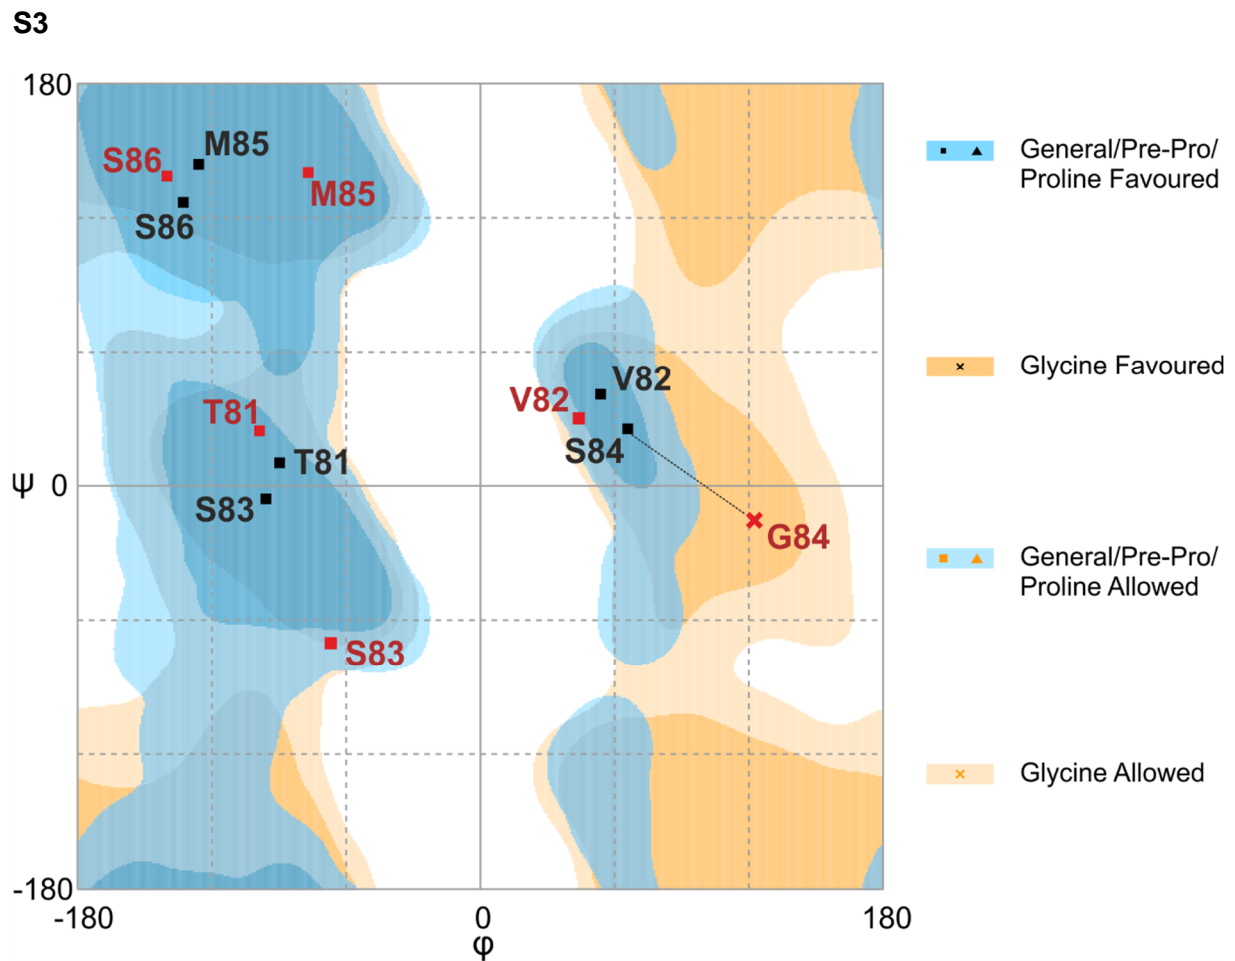 S3
180
M85
S86
M85
S86
General/Pre-Pro/
Proline Favoured
V82
V82
T81
S84
T81
Glycine Favoured
ψ 0
S83
G84
General/Pre-Pro/
Proline Allowed
S83
Glycine Allowed
-180
-180
0
180
φ